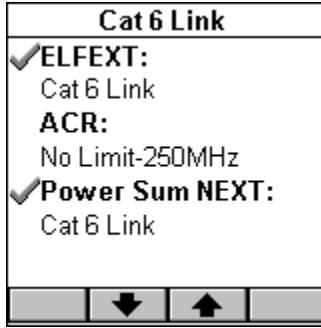 Cat 6 Link
ELFEXT:
Cat 6 Link
ACR:
No Limit-250MHz
Power Sum NEXT:
Cat 6 Link